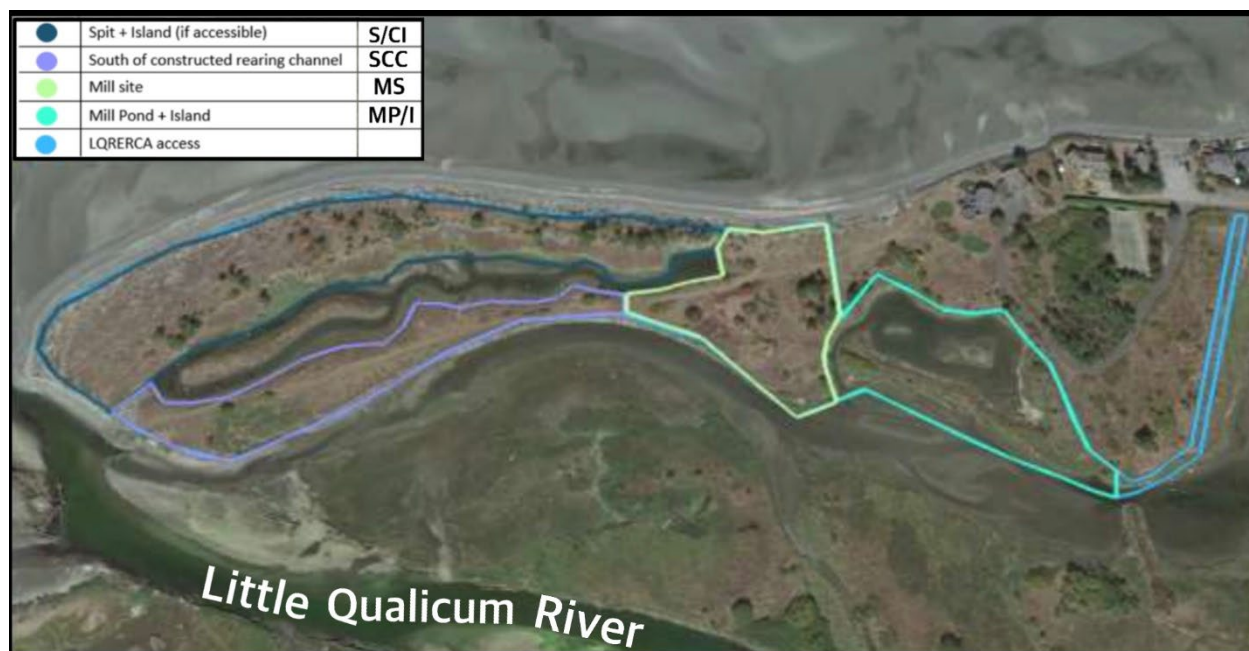 Spit + Island (if accessible) S/CI
South of constructed rearing channel SCC
Mill site MS
Mill Pond + Island MP/I
LQRERCA access
Little Qualicum River